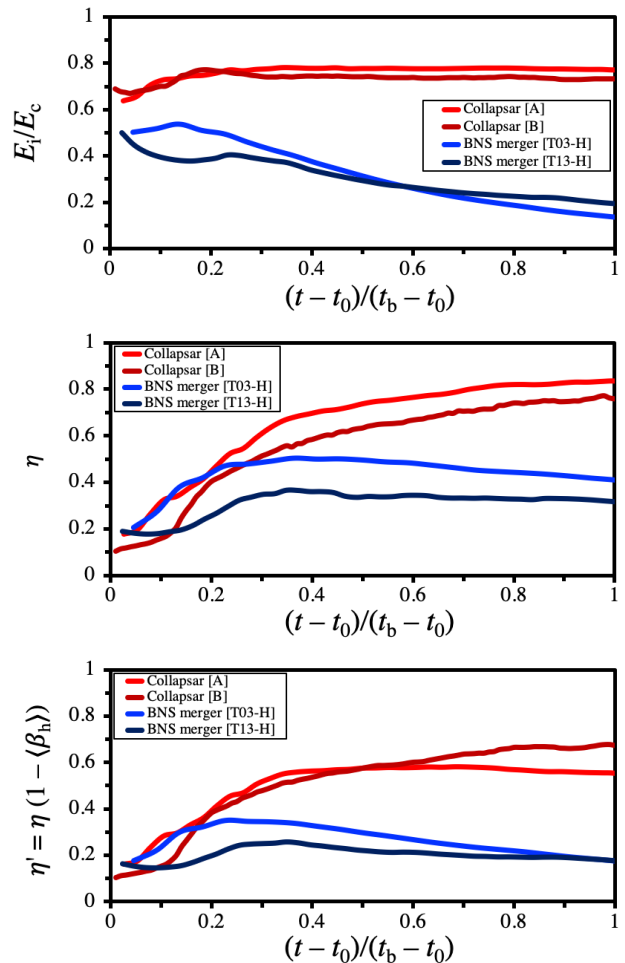 1
0.8
0.6
0.4
0.2
0
E_i/E_c
Collapsar [A]
Collapsar [B]
BNS merger [T03-H]
BNS merger [T13-H]
0 0.2 0.4 0.6 0.8 1
(t − t_0)/(t_b − t_0)
1
0.8
0.6
0.4
0.2
0
η
Collapsar [A]
Collapsar [B]
BNS merger [T03-H]
BNS merger [T13-H]
0 0.2 0.4 0.6 0.8 1
(t − t_0)/(t_b − t_0)
1
0.8
0.6
0.4
0.2
0
η' = η (1 - ⟨β_h⟩)
Collapsar [A]
Collapsar [B]
BNS merger [T03-H]
BNS merger [T13-H]
0 0.2 0.4 0.6 0.8 1
(t − t_0)/(t_b − t_0)